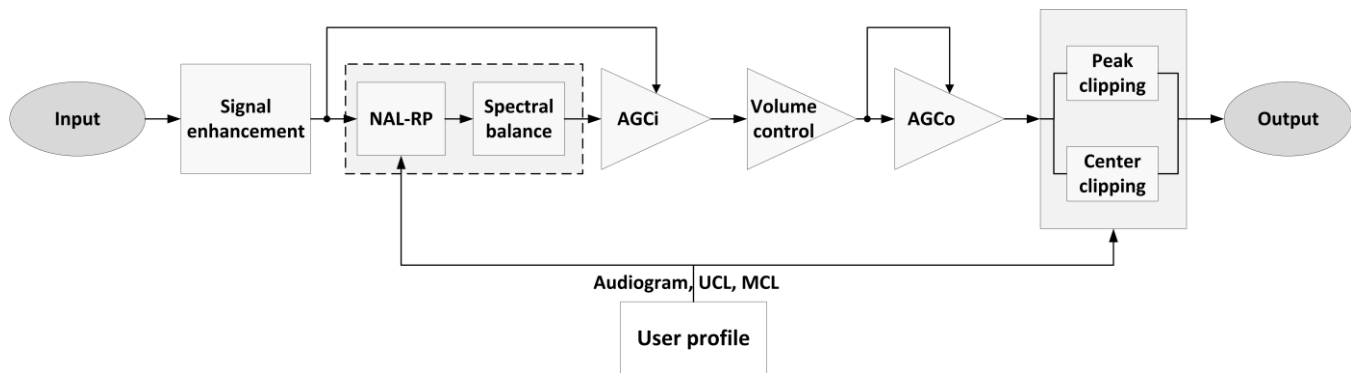 Input
Signal
enhancement
NAL-RP
Spectral
balance
AGCi
Volume
control
AGCo
Peak
clipping
Center
clipping
Output
Audiogram, UCL, MCL
User profile